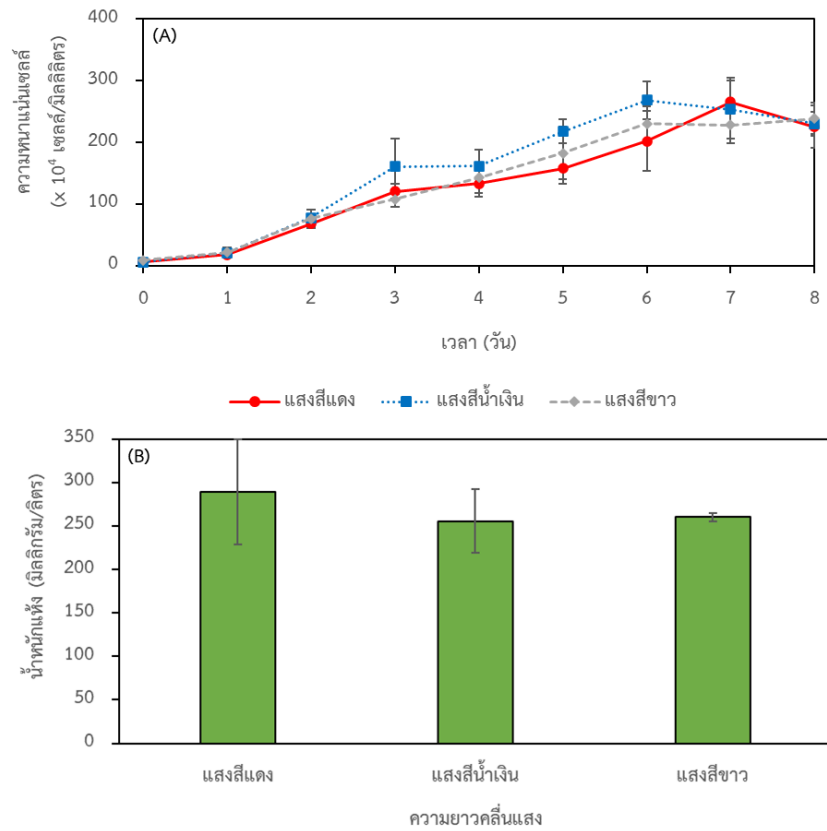 (A)
ความหนาแน่นเซลล์
(x 10⁴ เซลล์/มิลลิลิตร)
400
300
200
100
0
0 1 2 3 4 5 6 7 8
เวลา (วัน)
แสงสีแดง แสงสีน้ำเงิน แสงสีขาว
(B)
น้ำหนักแห้ง (มิลลิกรัม/ลิตร)
350
300
250
200
150
100
50
0
แสงสีแดง แสงสีน้ำเงิน แสงสีขาว
ความยาวคลื่นแสง